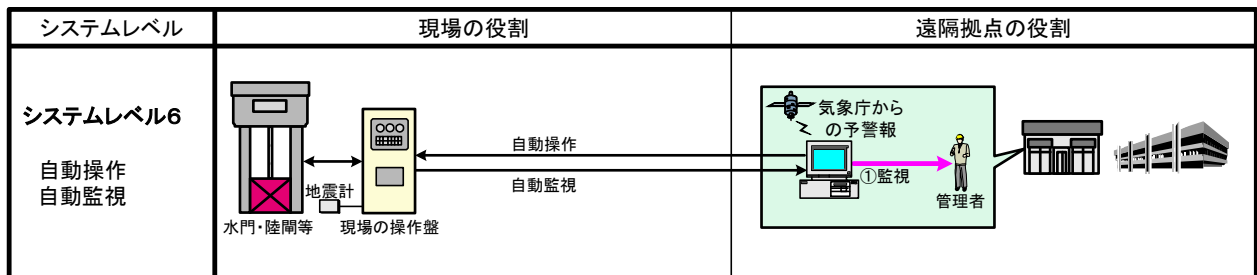 システムレベル
現場の役割
遠隔拠点の役割
システムレベル6
自動操作
自動監視
地震計
水門・陸閘等
現場の操作盤
自動操作
自動監視
気象庁から
の予警報
①監視
管理者